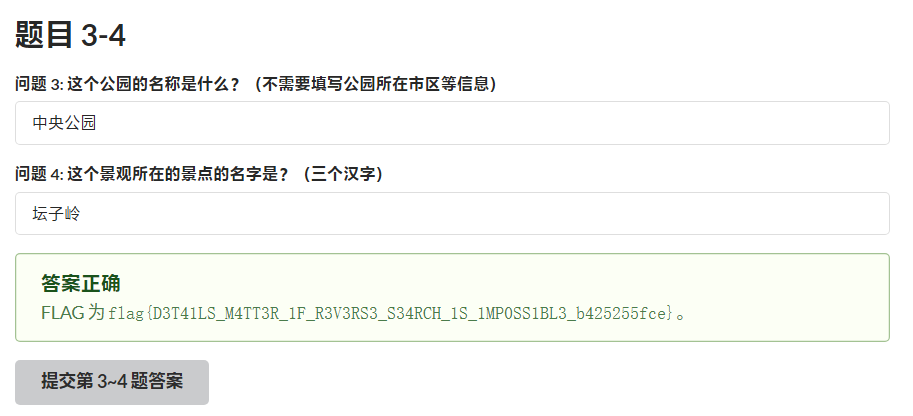 题目 3-4
问题 3: 这个公园的名称是什么？（不需要填写公园所在市区等信息）
中央公园
问题 4: 这个景观所在的景点的名字是？（三个汉字）
坛子岭
答案正确
FLAG 为 flag{D3T41LS_M4TT3R_1F_R3V3RS3_S34RCH_1S_1MP0SS1BL3_b425255fce}。
提交第 3~4 题答案